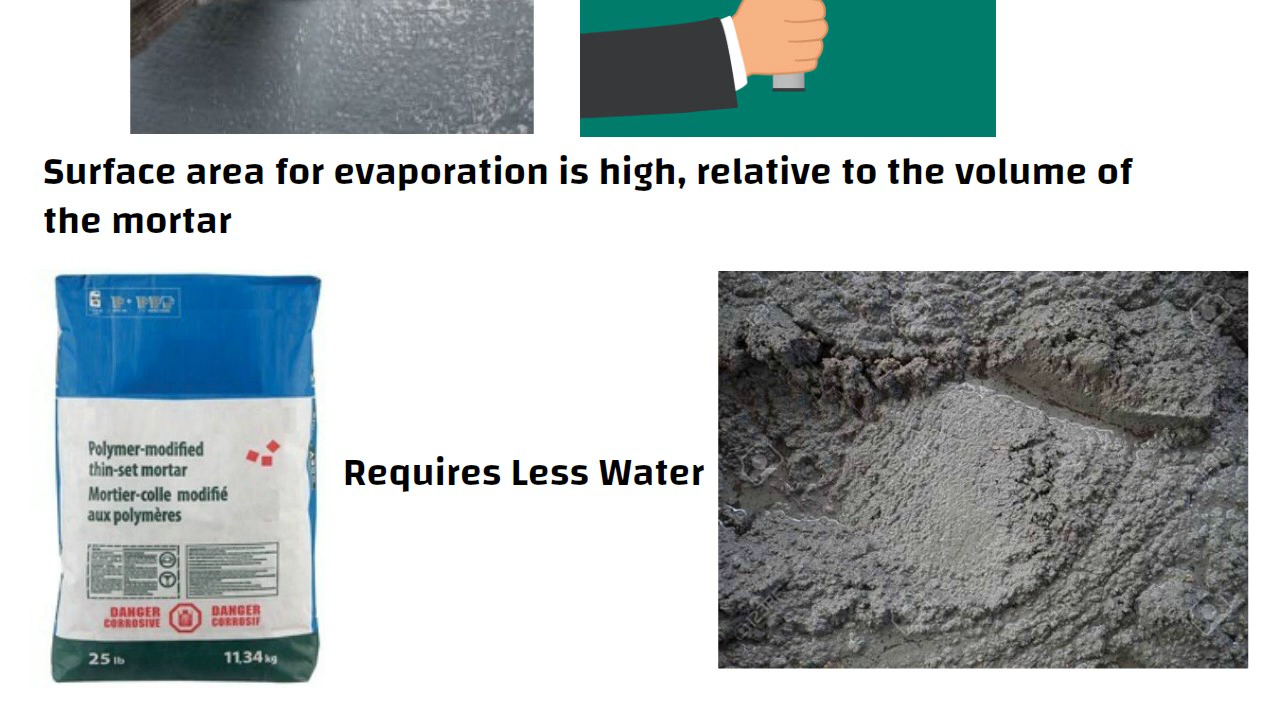 Surface area for evaporation is high, relative to the volume of
the mortar
Polymer-modified
thin-set mortar
Mortier-colle modifié
aux polymères
Requires Less Water
DANGER
CORROSIVE
DANGER
CORROSIF
25 lb
11,34 kg